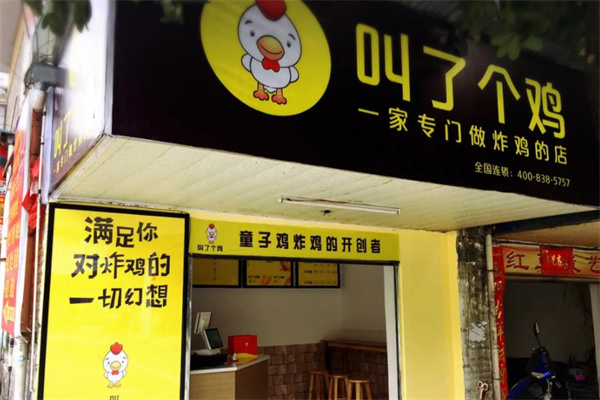 叫了个鸡
一家专门做炸鸡的店
全国连锁：400-838-5757
满足你
对炸鸡的
一切幻想
叫了个鸡
童子鸡炸鸡的开创者